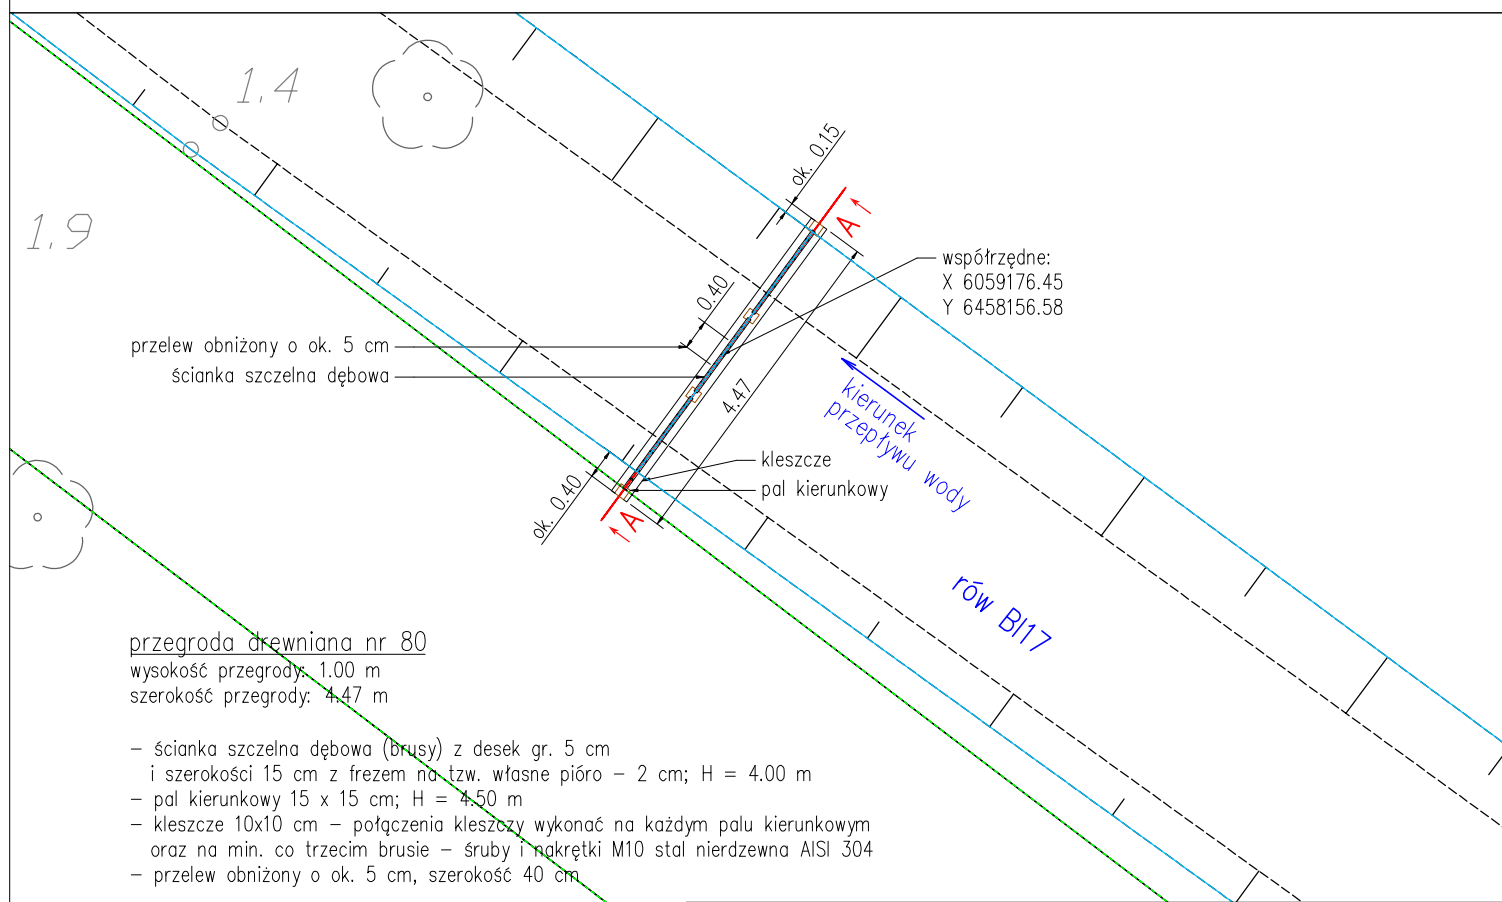 1.4
1.9
ok. 0.15
A
współrzędne:
X 6059176.45
Y 6458156.58
0.40
przelew obniżony o ok. 5 cm
ścianka szczelna dębowa
4.47
kierunek
przepływu wody
kleszcze
pal kierunkowy
ok. 0.40
A
rów BI17
przegroda drewniana nr 80
wysokość przegrody: 1.00 m
szerokość przegrody: 4.47 m
– ścianka szczelna dębowa (brusy) z desek gr. 5 cm
i szerokości 15 cm z frezem na tzw. własne pióro – 2 cm; H = 4.00 m
– pal kierunkowy 15 x 15 cm; H = 4.50 m
– kleszcze 10x10 cm – połączenia kleszczy wykonać na każdym palu kierunkowym
oraz na min. co trzecim brusie – śruby i nakrętki M10 stal nierdzewna AISI 304
– przelew obniżony o ok. 5 cm, szerokość 40 cm